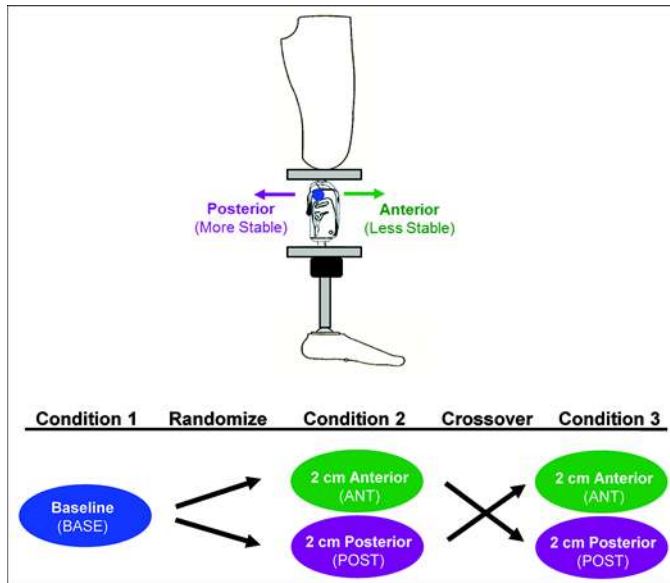 Posterior
(More Stable)
Anterior
(Less Stable)
Condition 1 Randomize Condition 2 Crossover Condition 3
Baseline
(BASE)
2 cm Anterior
(ANT)
2 cm Posterior
(POST)
2 cm Anterior
(ANT)
2 cm Posterior
(POST)